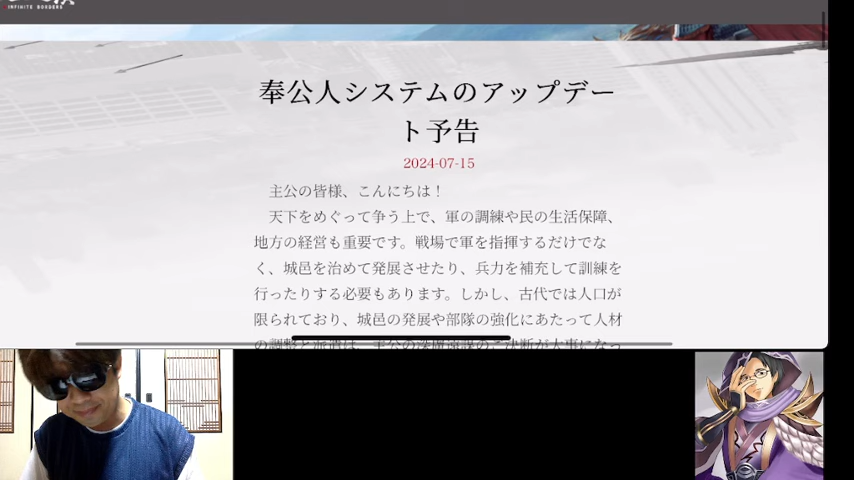 INFINITE BORDERS
奉公人システムのアップデー
ト予告
2024-07-15
主公の皆様、こんにちは！
天下をめぐって争う上で、軍の調練や民の生活保障、
地方の経営も重要です。戦場で軍を指揮するだけでな
く、城邑を治めて発展させたり、兵力を補充して訓練を
行ったりする必要もあります。しかし、古代では人口が
限られており、城邑の発展や部隊の強化にあたって人材